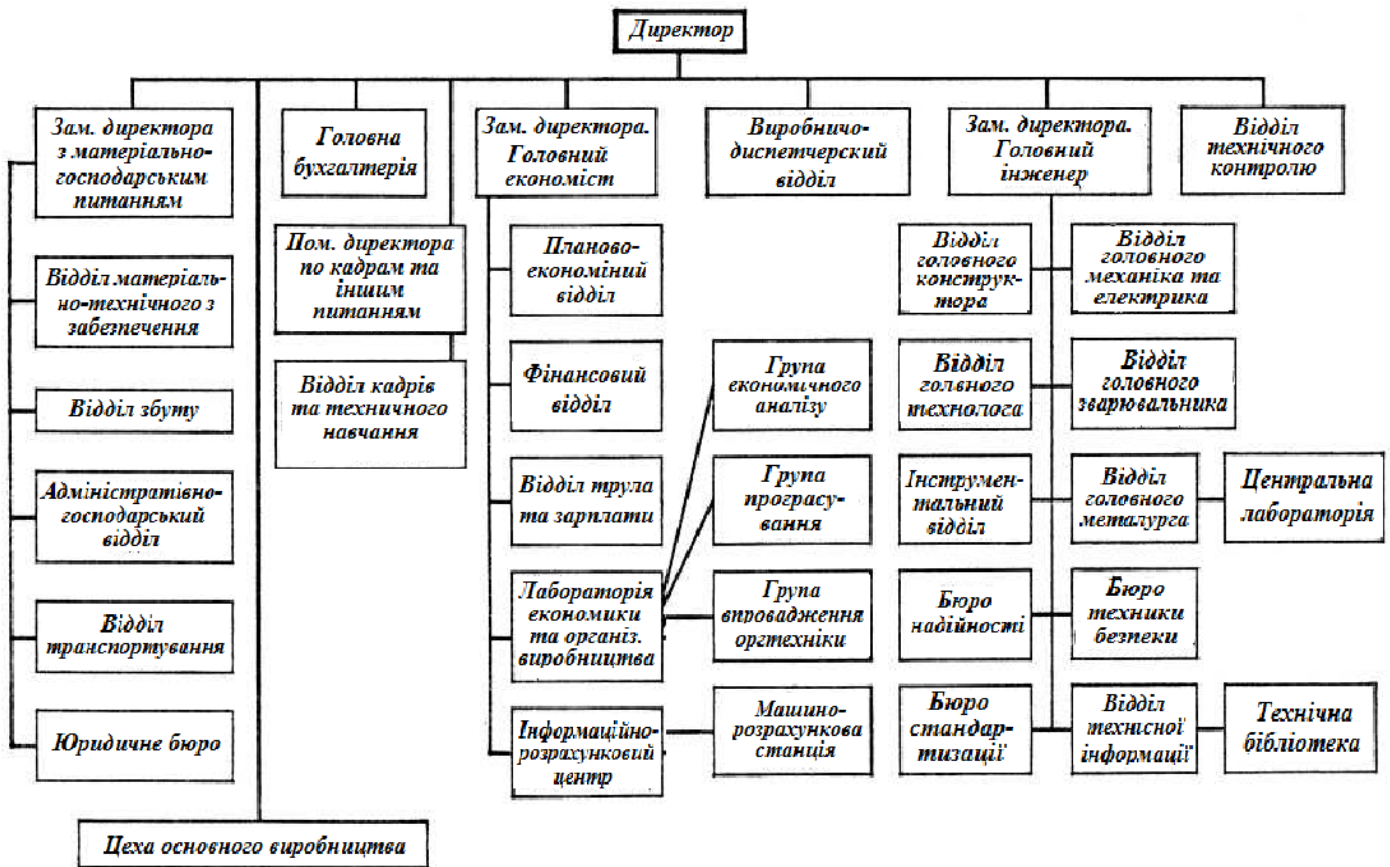 Директор
Зам. директора
з матеріально-
господарським
питанням
Головна
бухгалтерія
Зам. директора.
Головний
економіст
Виробничо-
диспетчерский
відділ
Зам. директора.
Головний
інженер
Відділ
технічного
контролю
Відділ матеріаль-
но-технічного з
забезпечення
Відділ збуту
Адміністратівно-
господарський
відділ
Відділ
транспортування
Юридичне бюро
Пом. директора
по кадрам та
іншим
питанням
Відділ кадрів
та техничного
навчання
Планово-
економіний
відділ
Фінансовий
відділ
Відділ трула
та зарплати
Лабораторія
економики
та організ.
виробництва
Інформаційно-
розрахунковий
центр
Група
економічного
аналізу
Група
програсу-
вання
Група
впровадження
оргтехніки
Машино-
розрахункова
станція
Відділ
головного
конструк-
тора
Відділ
головного
механіка та
електрика
Відділ
голввного
технолога
Відділ
головного
зварювальника
Інструмен-
тальний
відділ
Відділ
головного
металурга
Центральна
лабораторія
Бюро
надійності
Бюро
техники
безпеки
Бюро
стандар-
тизації
Відділ
технісної
інформації
Технічна
бібліотека
Цеха основного виробництва